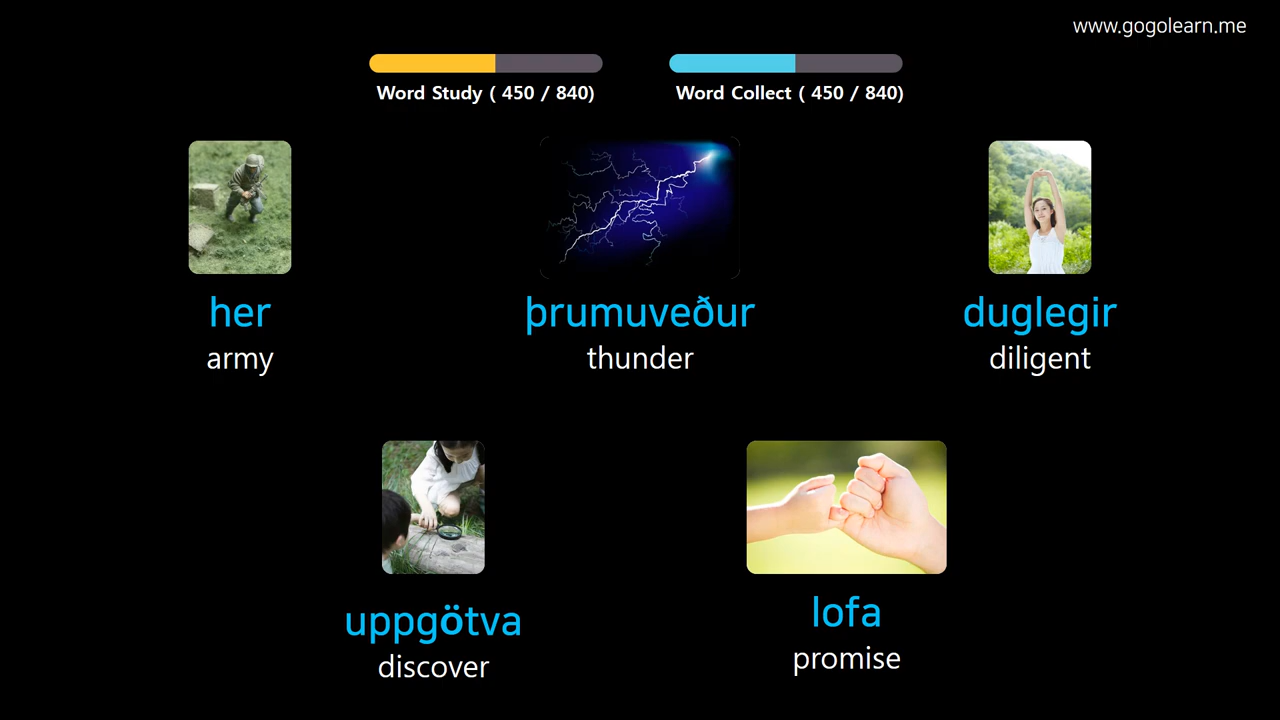 www.gogolearn.me
Word Study ( 450 / 840)
Word Collect ( 450 / 840)
her
army
þrumuveður
thunder
duglegir
diligent
uppgötva
discover
lofa
promise